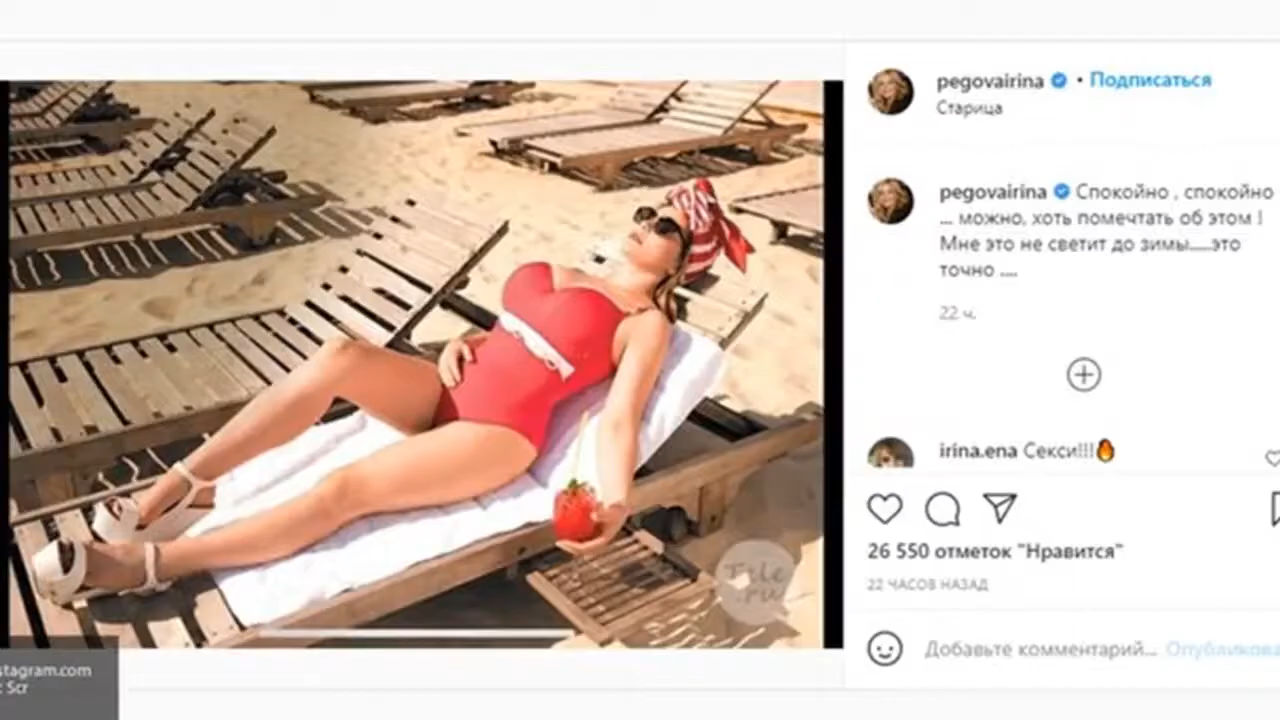 pegovairina • Подписаться
Старица
pegovairina Спокойно , спокойно
... можно, хоть помечтать об этом !
Мне это не светит до зимы.....это
точно ....
22 ч.
irina.ena Секси!!!🔥
26 550 отметок "Нравится"
22 ЧАСОВ НАЗАД
Добавьте комментарий...
stagram.com
: Scr